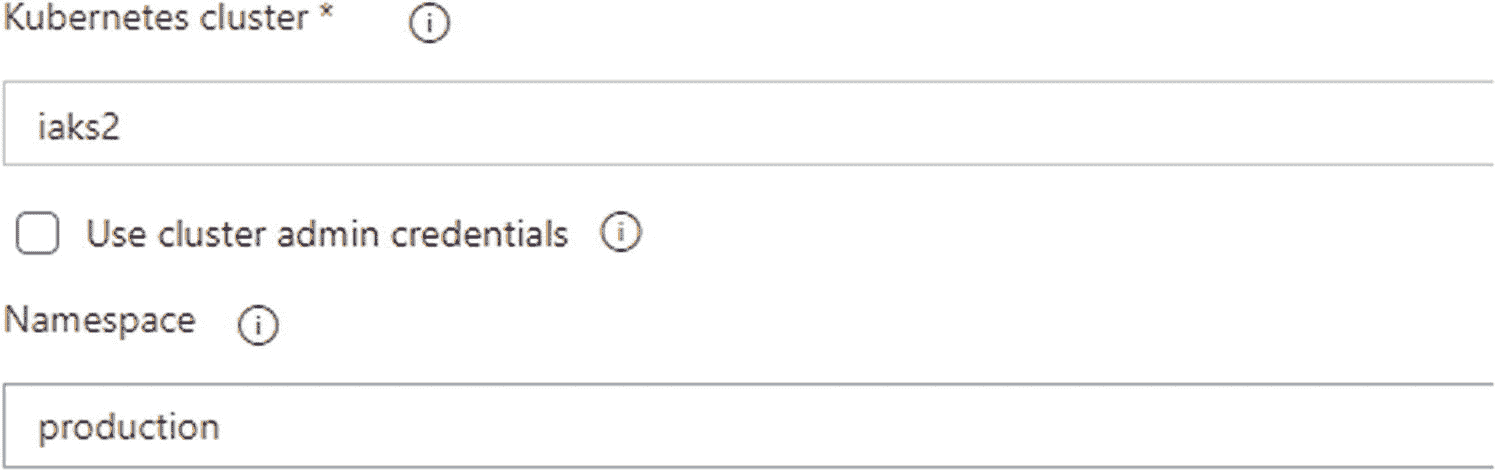 Kubernetes cluster *
iaks2
Use cluster admin credentials
Namespace
production